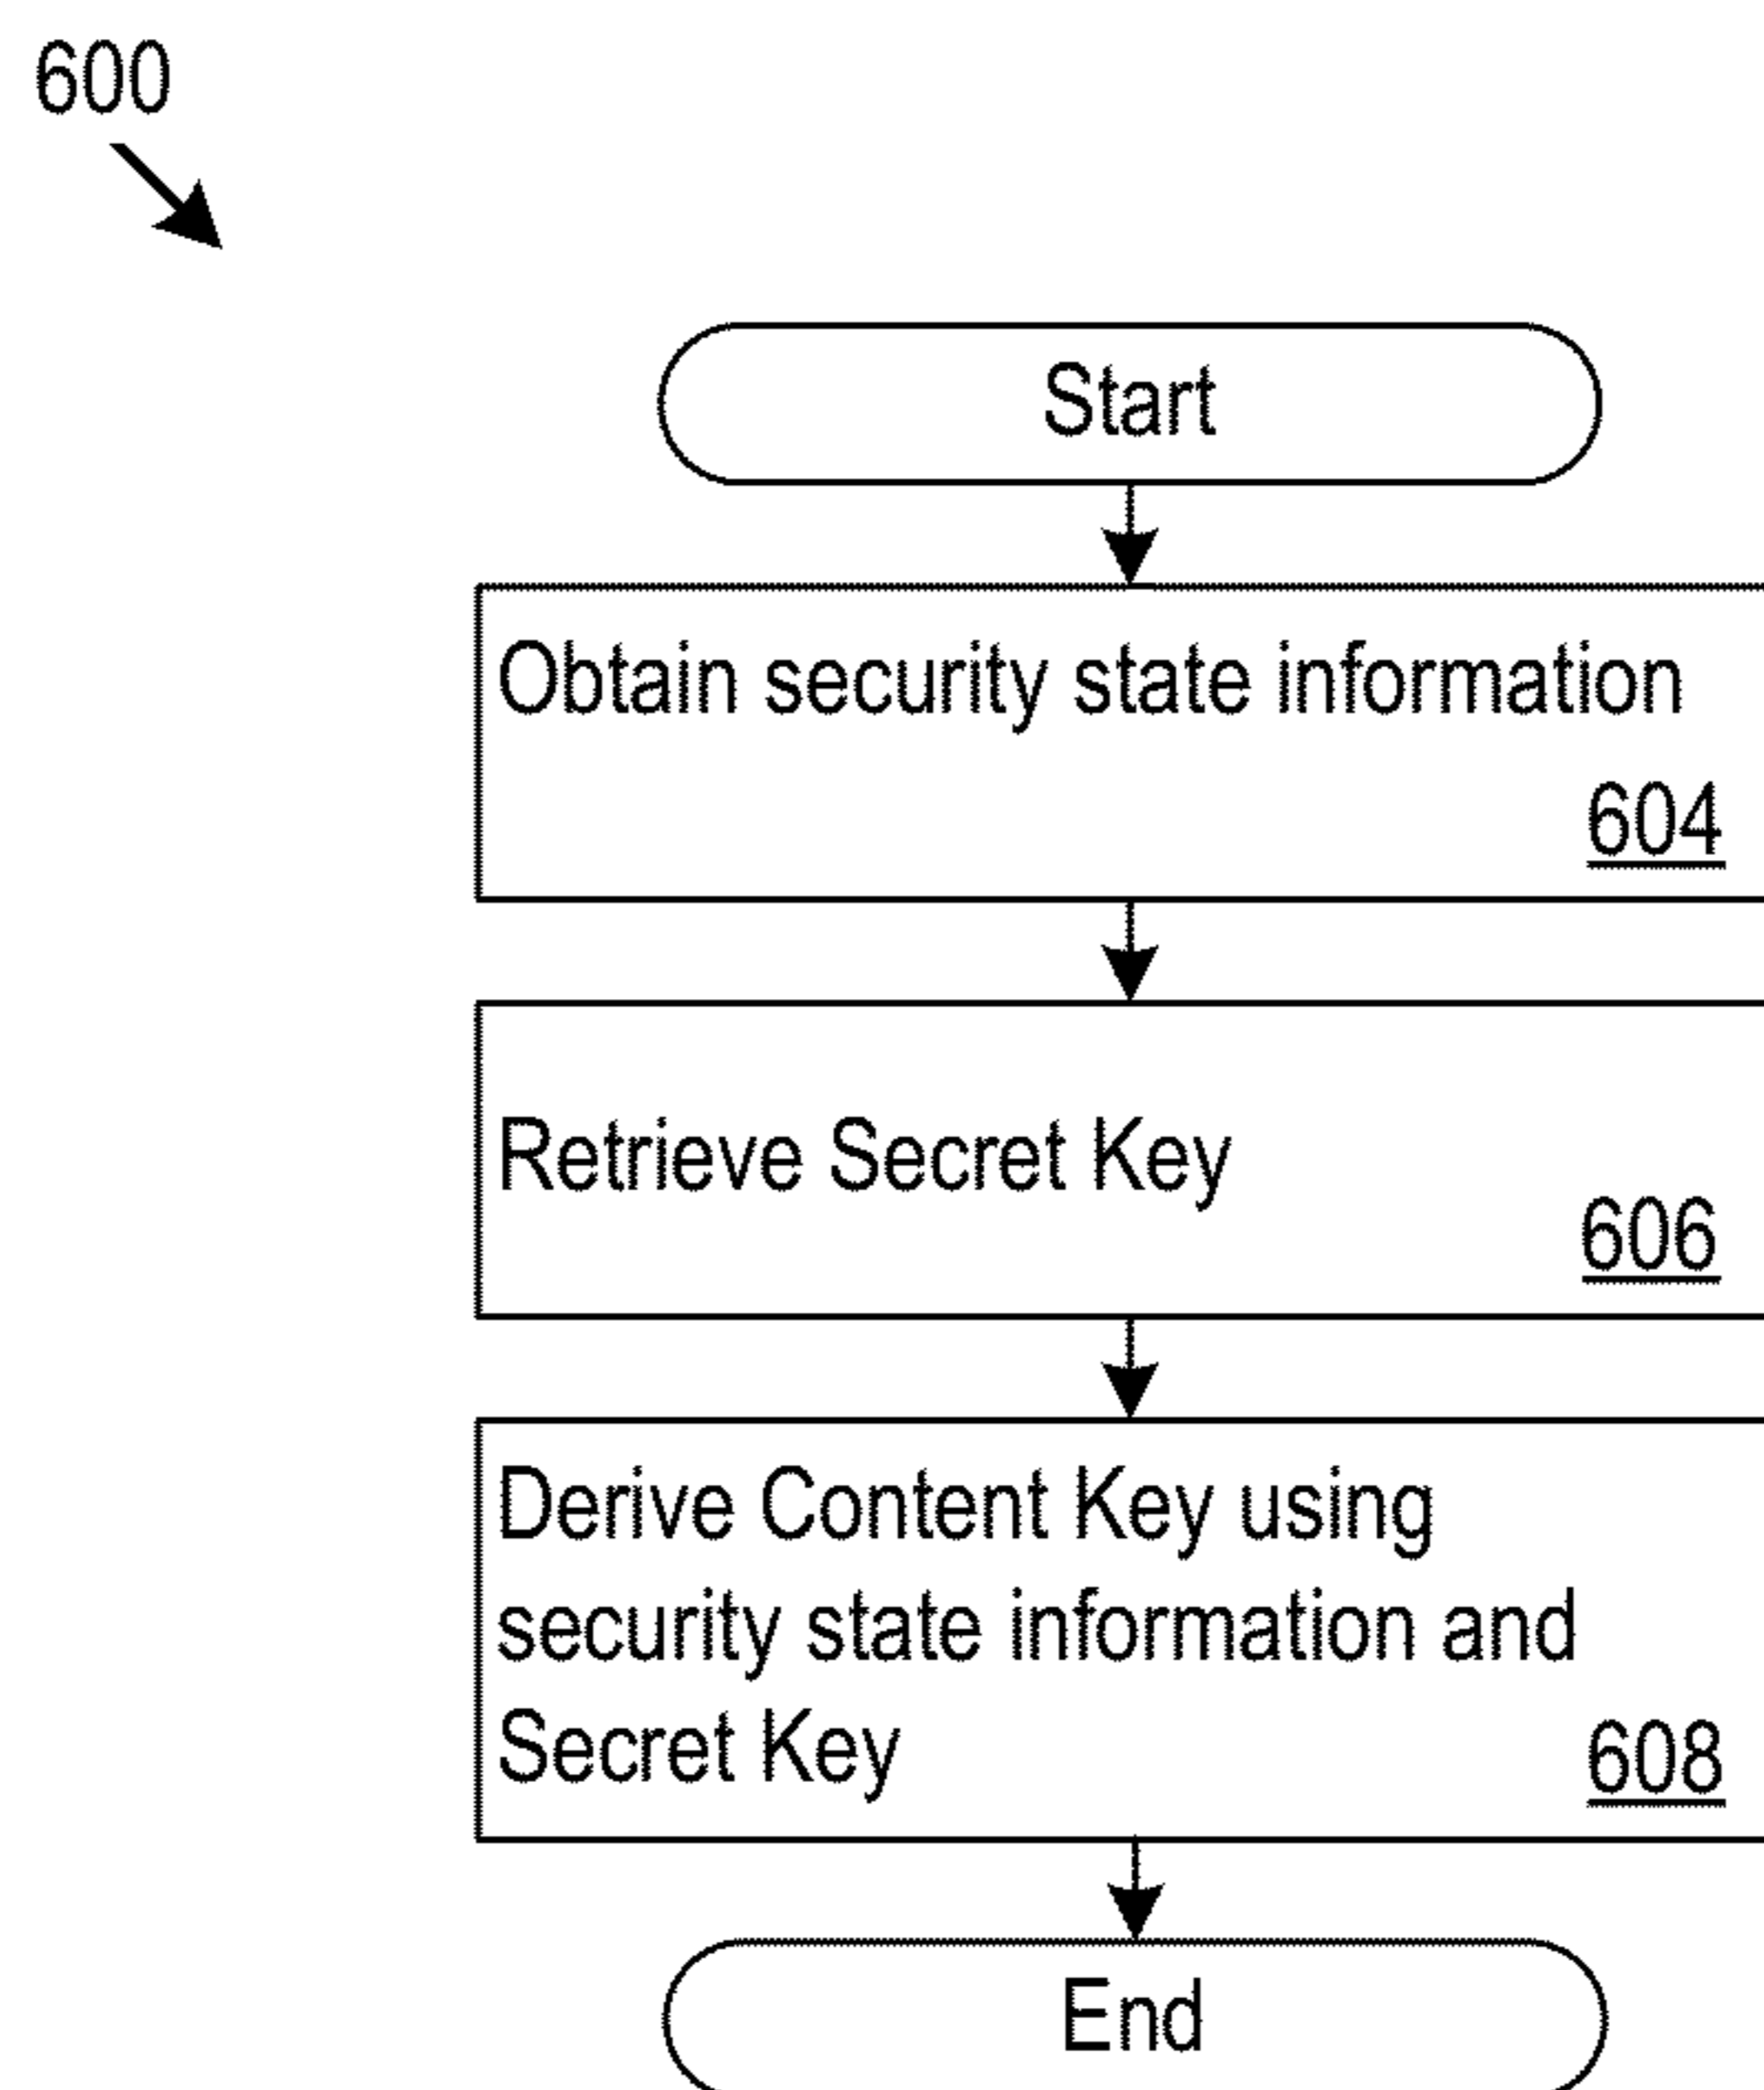 600
Start
Obtain security state information
604
Retrieve Secret Key
606
Derive Content Key using
security state information and
Secret Key
608
End